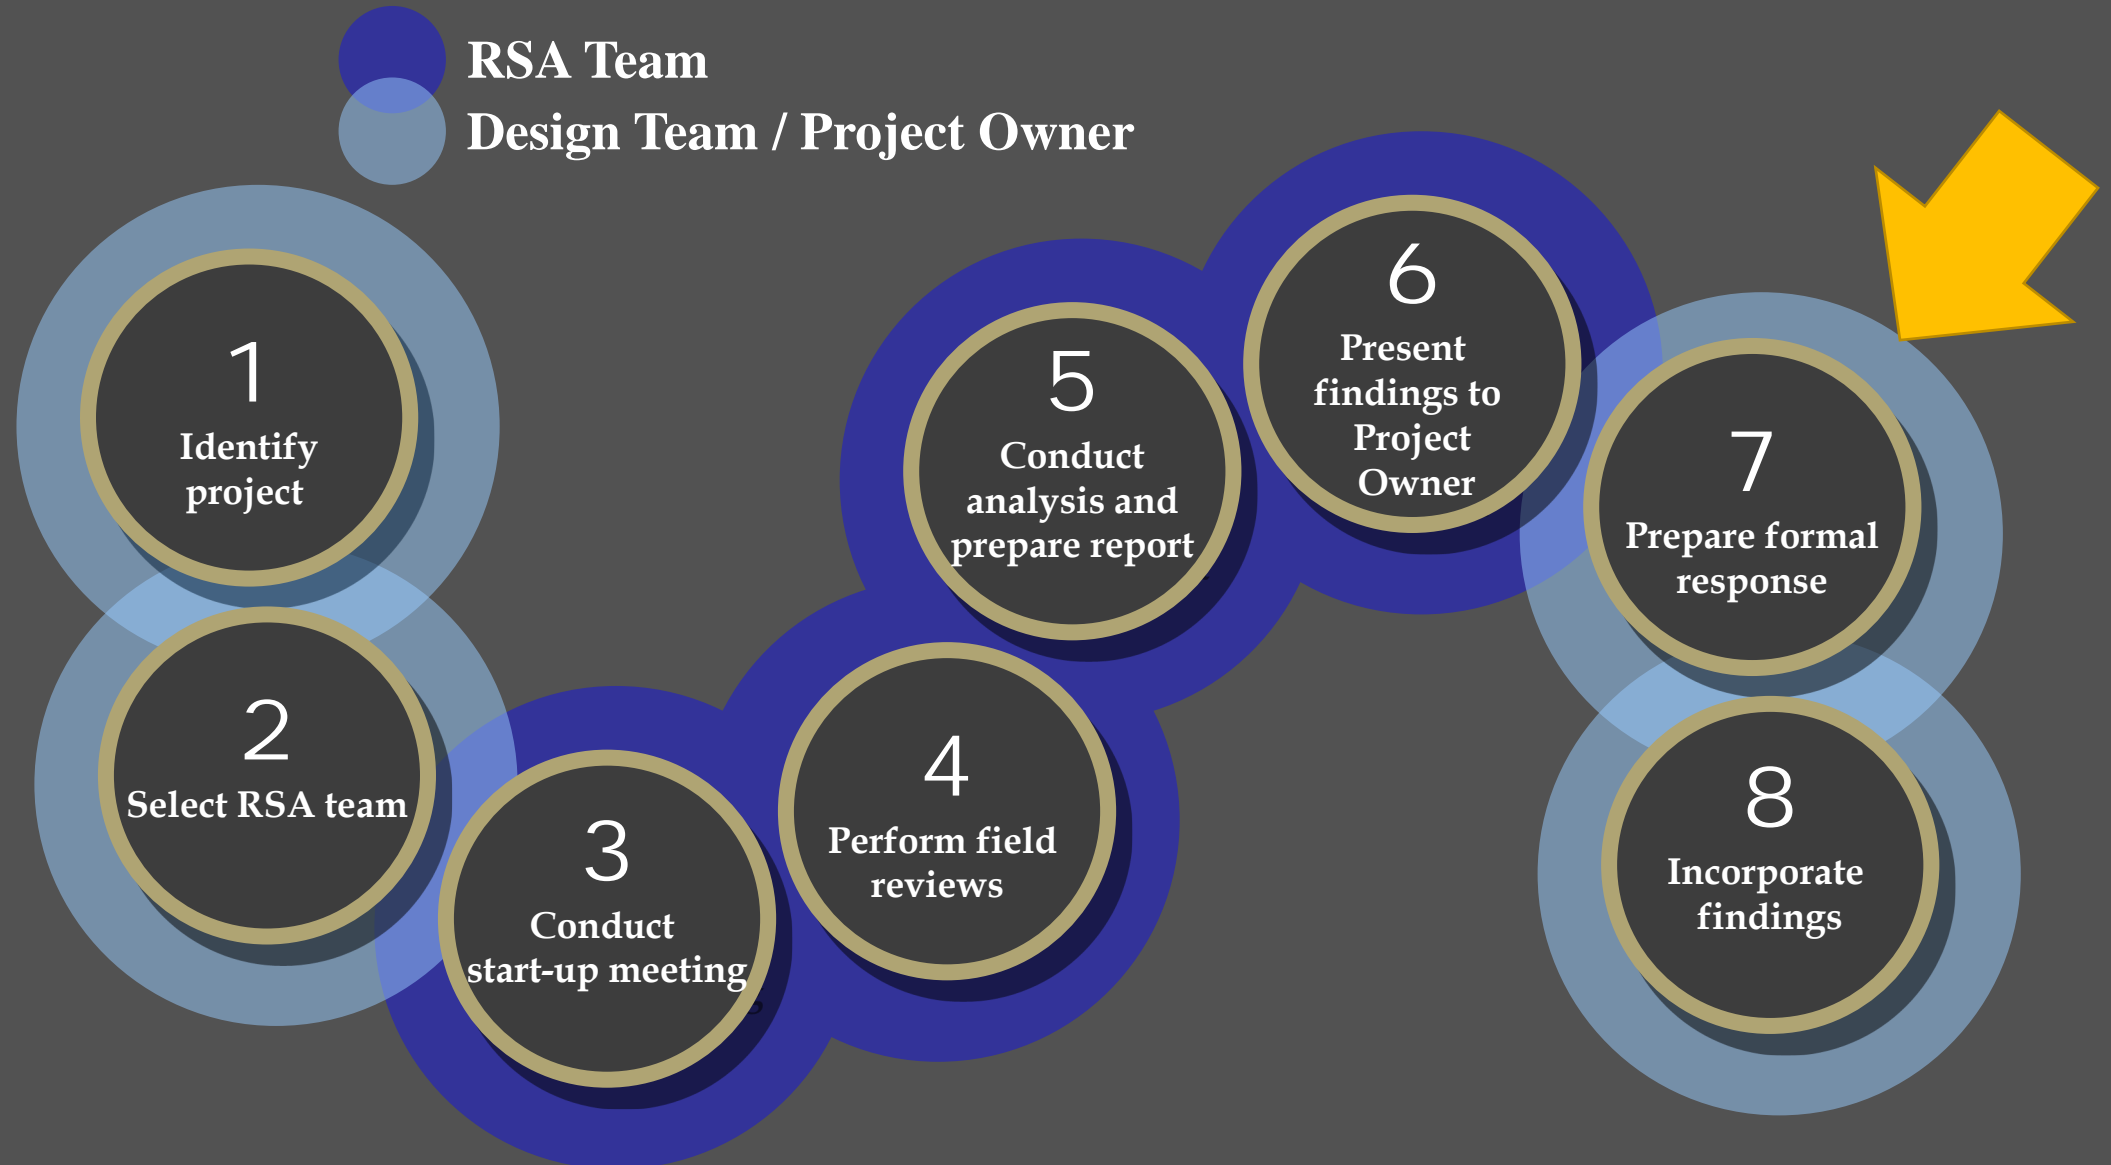 RSA Team
Design Team / Project Owner
1
Identify
project
2
Select RSA team
3
Conduct
start-up meeting
4
Perform field
reviews
5
Conduct
analysis and
prepare report
6
Present
findings to
Project
Owner
7
Prepare formal
response
8
Incorporate
findings